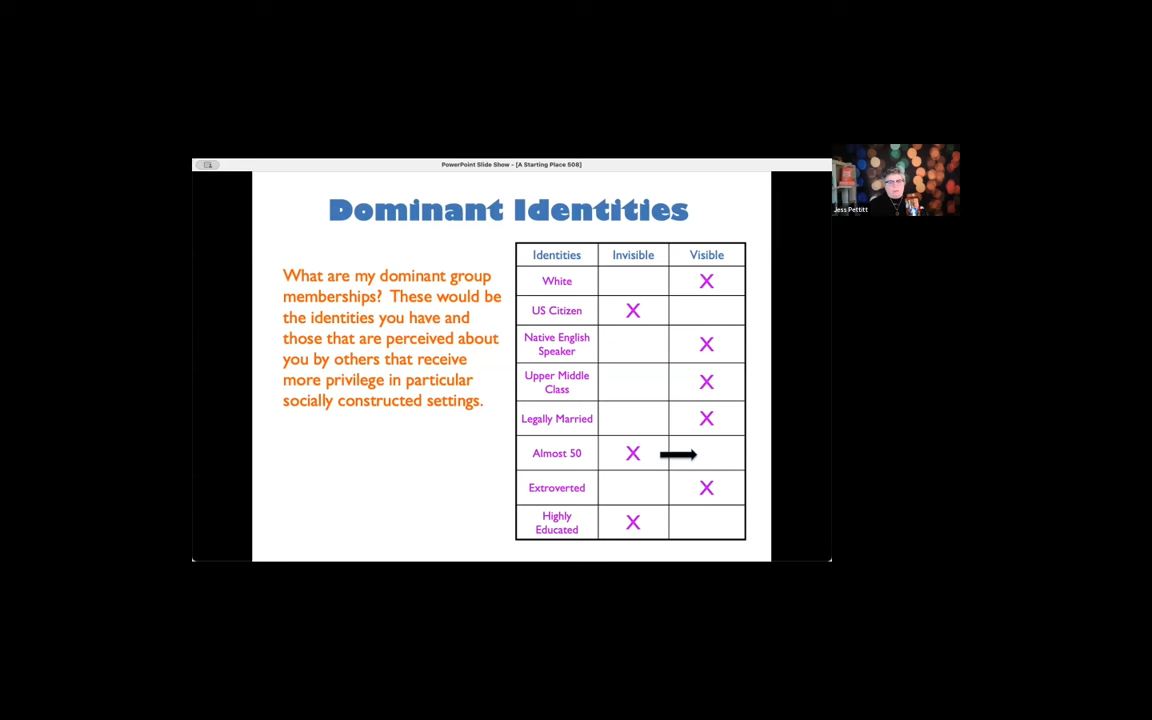 PowerPoint Slide Show - [A Starting Place 508]
Dominant Identities
What are my dominant group
memberships? These would be
the identities you have and
those that are perceived about
you by others that receive
more privilege in particular
socially constructed settings.
Identities Invisible Visible
White X
US Citizen X
Native English
Speaker X
Upper Middle
Class X
Legally Married X
Almost 50 X
Extroverted X
Highly
Educated X
Jess Pettitt